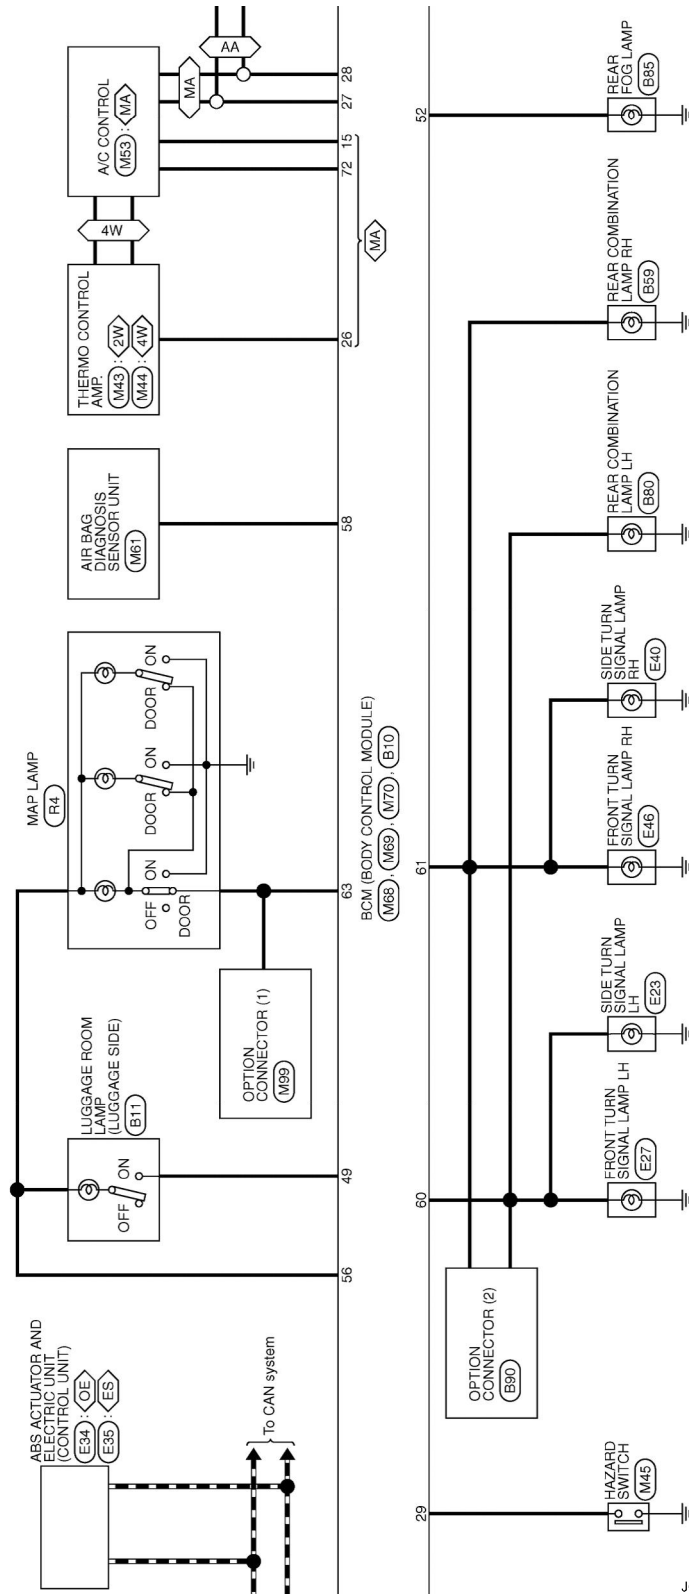 AA
MA
28
27
15
72
MA
26
A/C CONTROL
M53 : MA
4W
THERMO CONTROL
AMP.
M43 : 2W
M44 : 4W
AIR BAG
DIAGNOSIS
SENSOR UNIT
M61
58
MAP LAMP
R4
ON
DOOR
ON
DOOR
ON
OFF
DOOR
63
BCM (BODY CONTROL MODULE)
M68 , M69 , M70 , B10
OPTION
CONNECTOR (1)
M99
LUGGAGE ROOM
LAMP
(LUGGAGE SIDE)
B11
ON
OFF
49
56
ABS ACTUATOR AND
ELECTRIC UNIT
(CONTROL UNIT)
E34 : OE
E35 : ES
To CAN system
52
REAR
FOG LAMP
B85
REAR COMBINATION
LAMP RH
B59
REAR COMBINATION
LAMP LH
B80
SIDE TURN
SIGNAL LAMP
RH
E40
FRONT TURN
SIGNAL LAMP RH
E46
61
SIDE TURN
SIGNAL LAMP
LH
E23
FRONT TURN
SIGNAL LAMP LH
E27
60
OPTION
CONNECTOR (2)
B90
HAZARD
SWITCH
M45
29